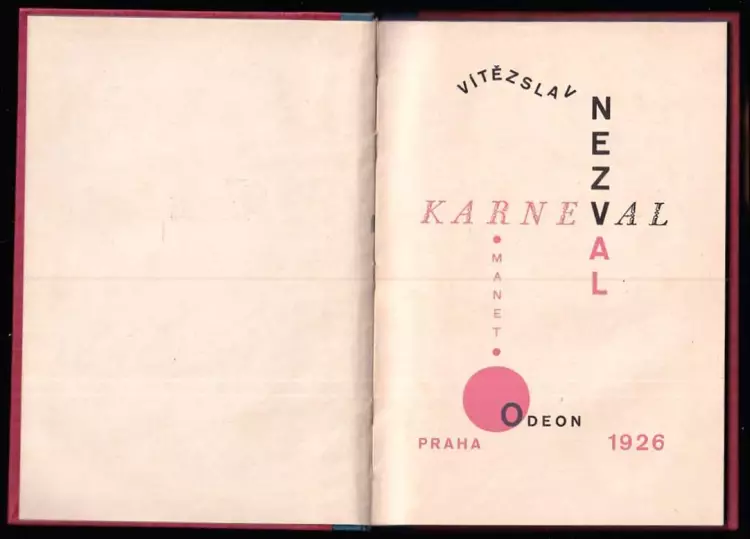 VÍTĚZSLAV
NEZVAL
KARNEVAL
MANET
ODEON
PRAHA 1926